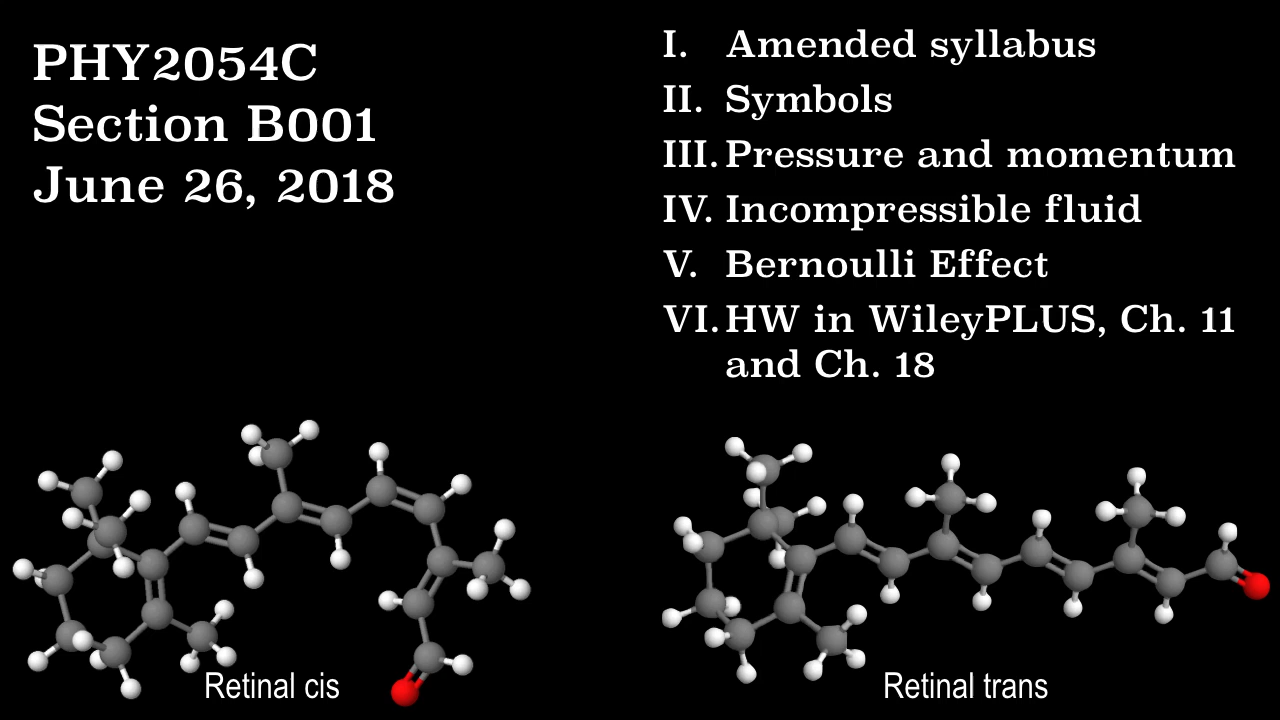 PHY2054C
Section B001
June 26, 2018
I. Amended syllabus
II. Symbols
III. Pressure and momentum
IV. Incompressible fluid
V. Bernoulli Effect
VI. HW in WileyPLUS, Ch. 11
and Ch. 18
Retinal cis
Retinal trans